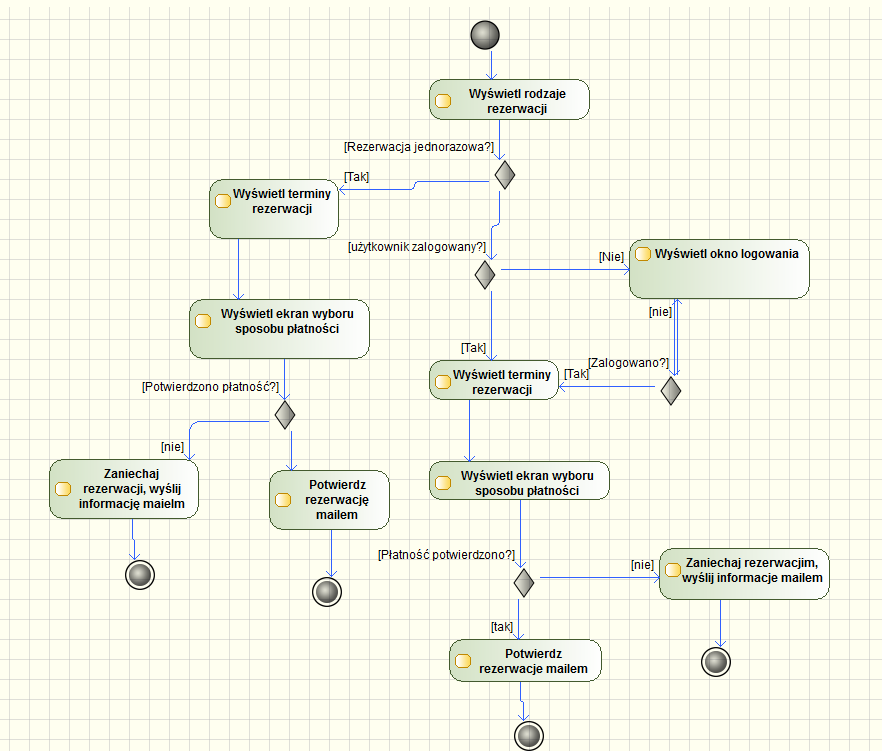 Wyświetl rodzaje
rezerwacji
[Rezerwacja jednorazowa?]
[Tak]
Wyświetl terminy
rezerwacji
[użytkownik zalogowany?]
[Nie]
Wyświetl okno logowania
[nie]
Wyświetl ekran wyboru
sposobu płatności
[Tak]
[Zalogowano?]
[Tak]
Wyświetl terminy
rezerwacji
[Potwierdzono płatność?]
[nie]
Zaniechaj
rezerwacji, wyślij
informację maielm
Potwierdz
rezerwację
mailem
Wyświetl ekran wyboru
sposobu płatności
[Płatność potwierdzono?]
[nie]
Zaniechaj rezerwacjim,
wyślij informacje mailem
[tak]
Potwierdz
rezerwacje mailem